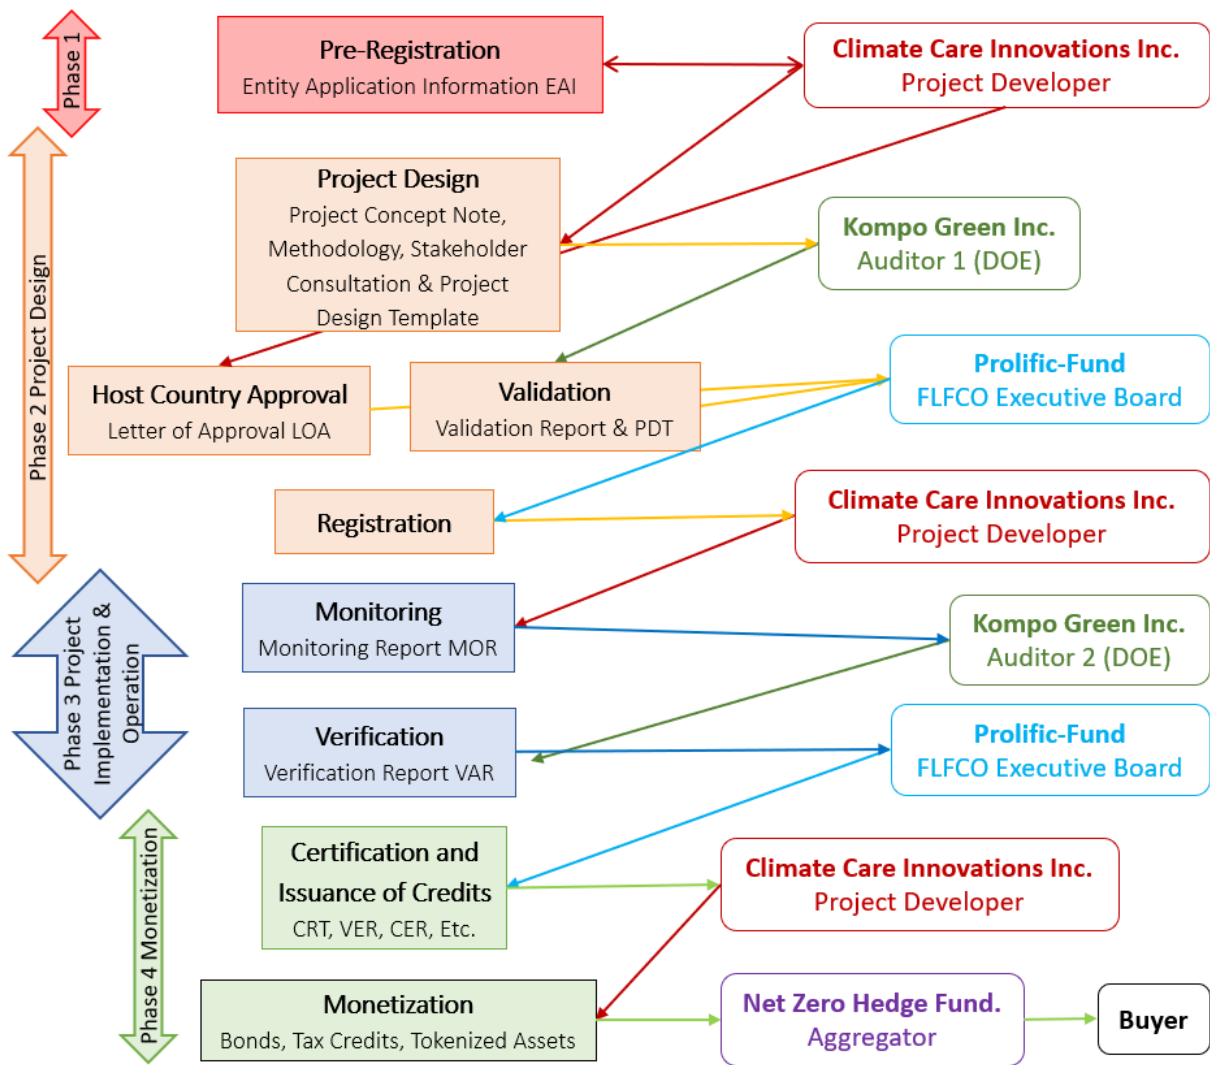 Phase 1
Pre-Registration
Entity Application Information EAI
Climate Care Innovations Inc.
Project Developer
Phase 2 Project Design
Project Design
Project Concept Note,
Methodology, Stakeholder
Consultation & Project
Design Template
Kompo Green Inc.
Auditor 1 (DOE)
Host Country Approval
Letter of Approval LOA
Validation
Validation Report & PDT
Prolific-Fund
FLFCO Executive Board
Registration
Climate Care Innovations Inc.
Project Developer
Phase 3 Project
Implementation &
Operation
Monitoring
Monitoring Report MOR
Kompo Green Inc.
Auditor 2 (DOE)
Verification
Verification Report VAR
Prolific-Fund
FLFCO Executive Board
Phase 4 Monetization
Certification and
Issuance of Credits
CRT, VER, CER, Etc.
Climate Care Innovations Inc.
Project Developer
Monetization
Bonds, Tax Credits, Tokenized Assets
Net Zero Hedge Fund.
Aggregator
Buyer